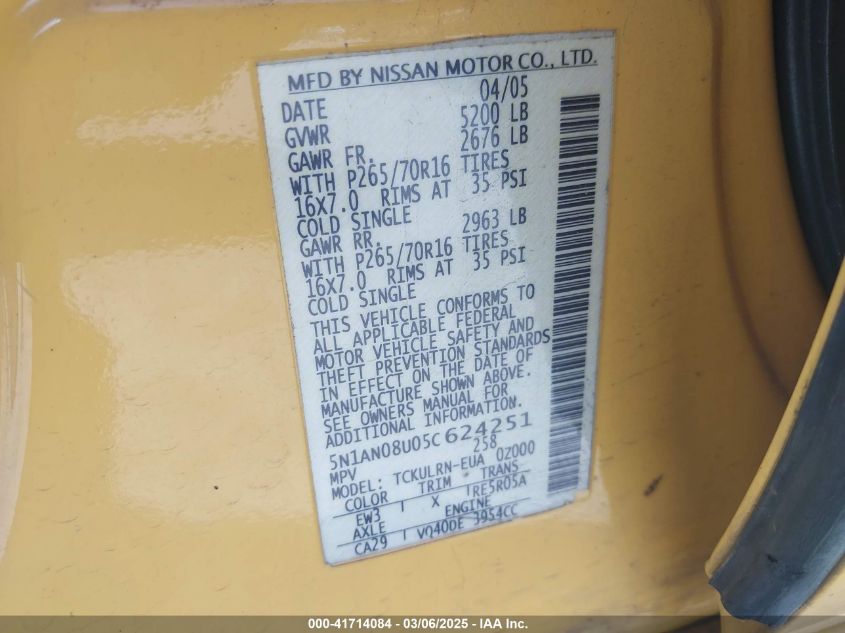 MFD BY NISSAN MOTOR CO., LTD.
DATE 04/05
GVWR 5200 LB
GAWR FR. 2676 LB
WITH P265/70R16 TIRES
16X7.0 RIMS AT 35 PSI
COLD SINGLE
GAWR RR. 2963 LB
WITH P265/70R16 TIRES
16X7.0 RIMS AT 35 PSI
COLD SINGLE
THIS VEHICLE CONFORMS TO
ALL APPLICABLE FEDERAL
MOTOR VEHICLE SAFETY AND
THEFT PREVENTION STANDARDS
IN EFFECT ON THE DATE OF
MANUFACTURE SHOWN ABOVE.
SEE OWNERS MANUAL FOR
ADDITIONAL INFORMATION.
5N1AN08U05C624251
MPV 258
MODEL: TCKULRN-EUA 0Z000
COLOR TRIM TRANS
EW3 X RE5R05A
AXLE ENGINE
CA29 VQ40DE 3954CC
000-41714084 - 03/06/2025 - IAA Inc.